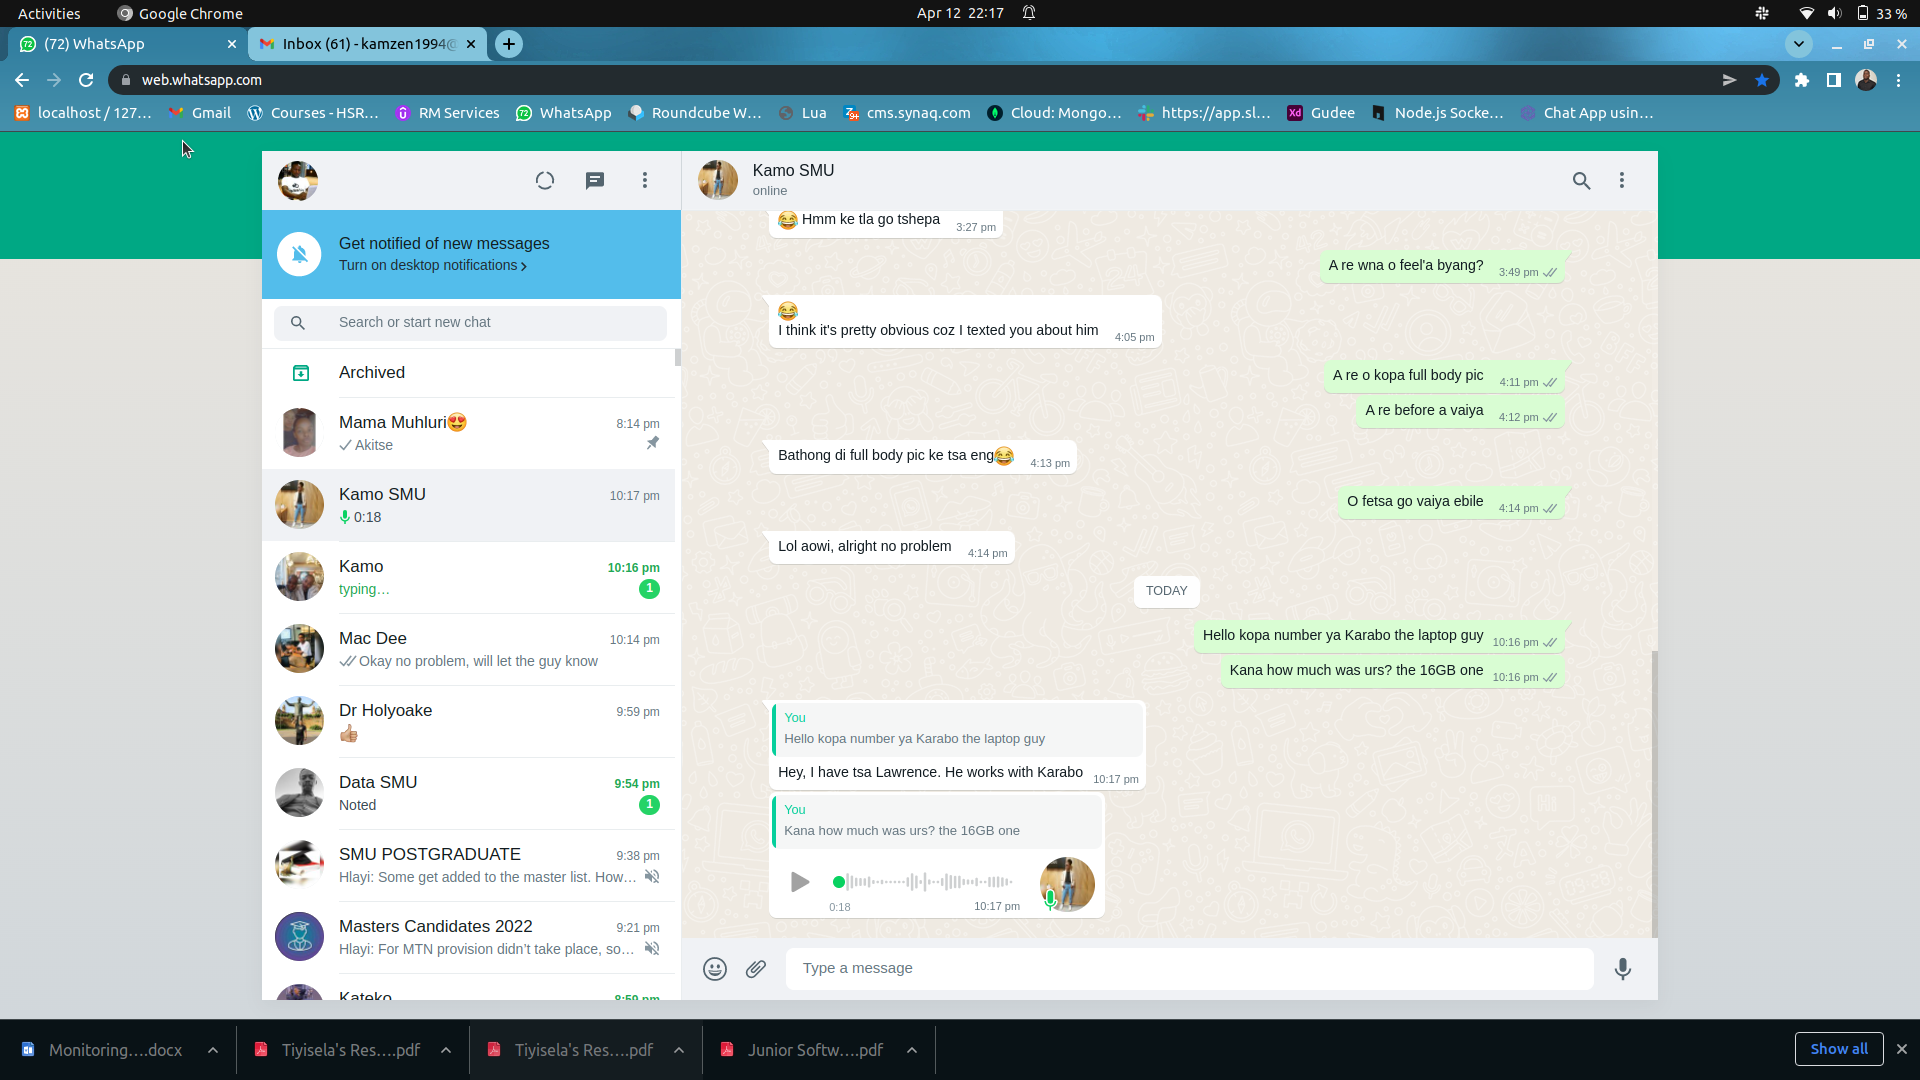 Activities
Google Chrome
Apr 12 22:17
33 %
(72) WhatsApp
Inbox (61) - kamzen1994@
web.whatsapp.com
localhost / 127...
Gmail
Courses - HSR...
RM Services
WhatsApp
Roundcube W...
Lua
cms.synaq.com
Cloud: Mongo...
https://app.sl...
Gudee
Node.js Socke...
Chat App usin...
Get notified of new messages
Turn on desktop notifications
Search or start new chat
Archived
Mama Muhluri😍 8:14 pm
Akitse
Kamo SMU 10:17 pm
0:18
Kamo 10:16 pm
typing… 1
Mac Dee 10:14 pm
Okay no problem, will let the guy know
Dr Holyoake 9:59 pm
👍🏽
Data SMU 9:54 pm
Noted 1
SMU POSTGRADUATE 9:38 pm
Hlayi: Some get added to the master list. How…
Masters Candidates 2022 9:21 pm
Hlayi: For MTN provision didn’t take place, so…
Kateko 8:59 pm
Kamo SMU
online
😂 Hmm ke tla go tshepa 3:27 pm
A re wna o feel'a byang? 3:49 pm
😂
I think it's pretty obvious coz I texted you about him 4:05 pm
A re o kopa full body pic 4:11 pm
A re before a vaiya 4:12 pm
Bathong di full body pic ke tsa eng😂 4:13 pm
O fetsa go vaiya ebile 4:14 pm
Lol aowi, alright no problem 4:14 pm
TODAY
Hello kopa number ya Karabo the laptop guy 10:16 pm
Kana how much was urs? the 16GB one 10:16 pm
You
Hello kopa number ya Karabo the laptop guy
Hey, I have tsa Lawrence. He works with Karabo 10:17 pm
You
Kana how much was urs? the 16GB one
0:18 10:17 pm
Type a message
Monitoring....docx
Tiyisela's Res....pdf
Tiyisela's Res....pdf
Junior Softw....pdf
Show all